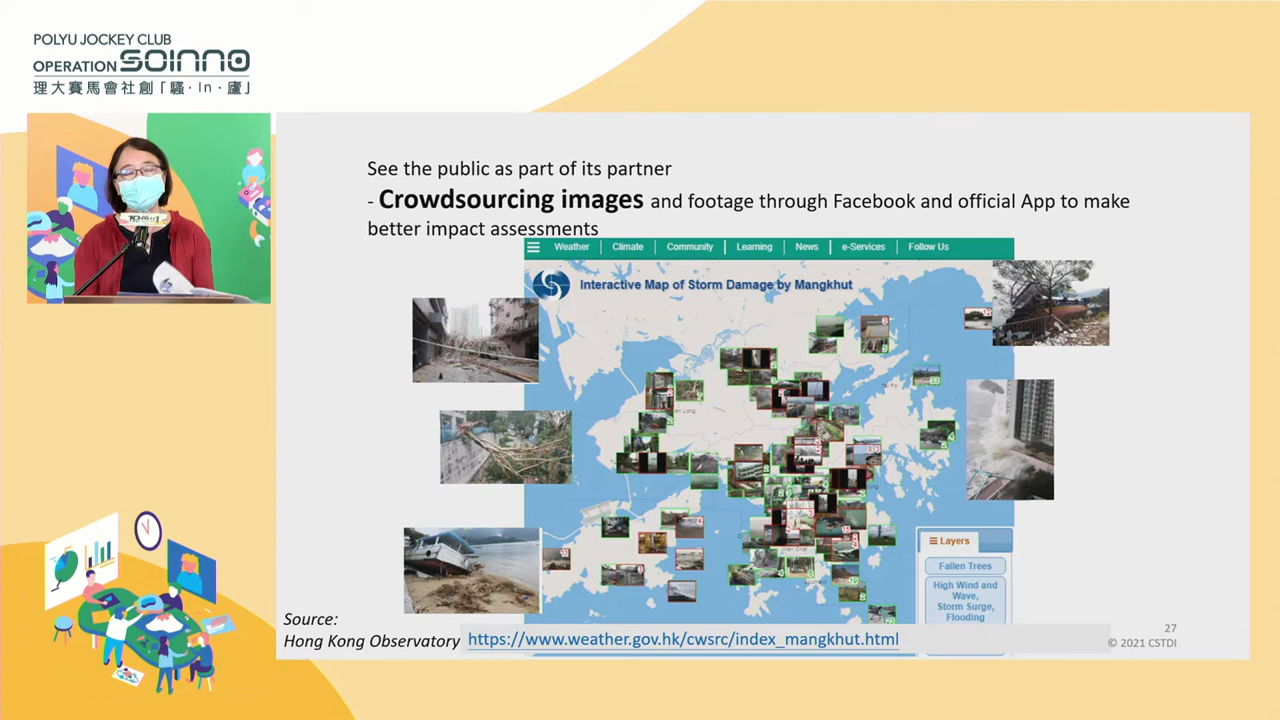 POLYU JOCKEY CLUB
OPERATION SOINNO
理大賽馬會社創「騷·In·廬」
See the public as part of its partner
- Crowdsourcing images and footage through Facebook and official App to make
better impact assessments
Weather | Climate | Community | Learning | News | e-Services | Follow Us
Interactive Map of Storm Damage by Mangkhut
Layers
Fallen Trees
High Wind and
Wave,
Storm Surge,
Flooding
Source:
Hong Kong Observatory https://www.weather.gov.hk/cwsrc/index_mangkhut.html
27
© 2021 CSTDI